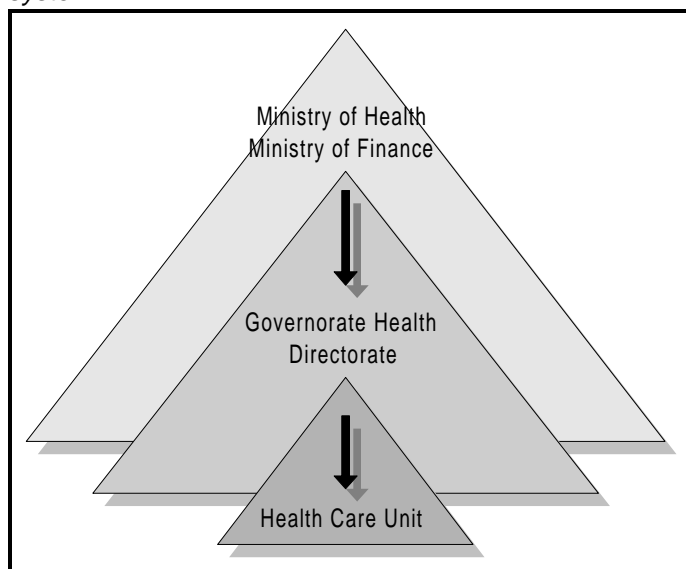 Ministry of Health
Ministry of Finance
Governorate Health
Directorate
Health Care Unit